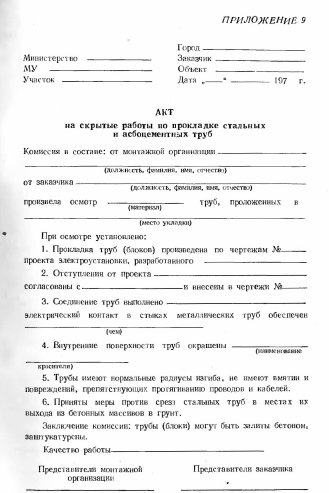 ПРИЛОЖЕНИЕ 9
Город
Министерство Заказчик
МУ Объект
Участок Дата „ “ 197 г.
АКТ
на скрытые работы по прокладке стальных
и асбоцементных труб
Комиссия в составе: от монтажной организации
(должность, фамилия, имя, отчество)
от заказчика
(должность, фамилия, имя, отчество)
произвела осмотр труб, проложенных в
(материал)
(место укладки)
При осмотре установлено:
1. Прокладка труб (блоков) произведена по чертежам №
проекта электроустановки, разработанного
2. Отступления от проекта
согласованы с и внесены в чертежи №
3. Соединение труб выполнено
электрический контакт в стыках металлических труб обеспечен
(чем)
4. Внутренние поверхности труб окрашены
(наименование
красителя)
5. Трубы имеют нормальные радиусы изгиба, не имеют вмятин и
повреждений, препятствующих протягиванию проводов и кабелей.
6. Приняты меры против среза стальных труб в местах их
выхода из бетонных массивов в грунт.
Заключение комиссии: трубы (блоки) могут быть залиты бетоном,
заштукатурены.
Качество работы
Представители монтажной Представители заказчика
организации